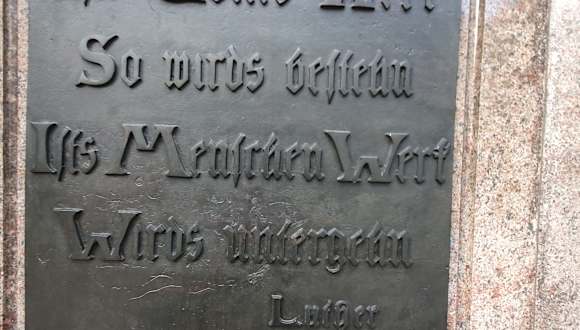 So wirds bestehn
Ists Menschen Werk
Wirds untergehn
Luther